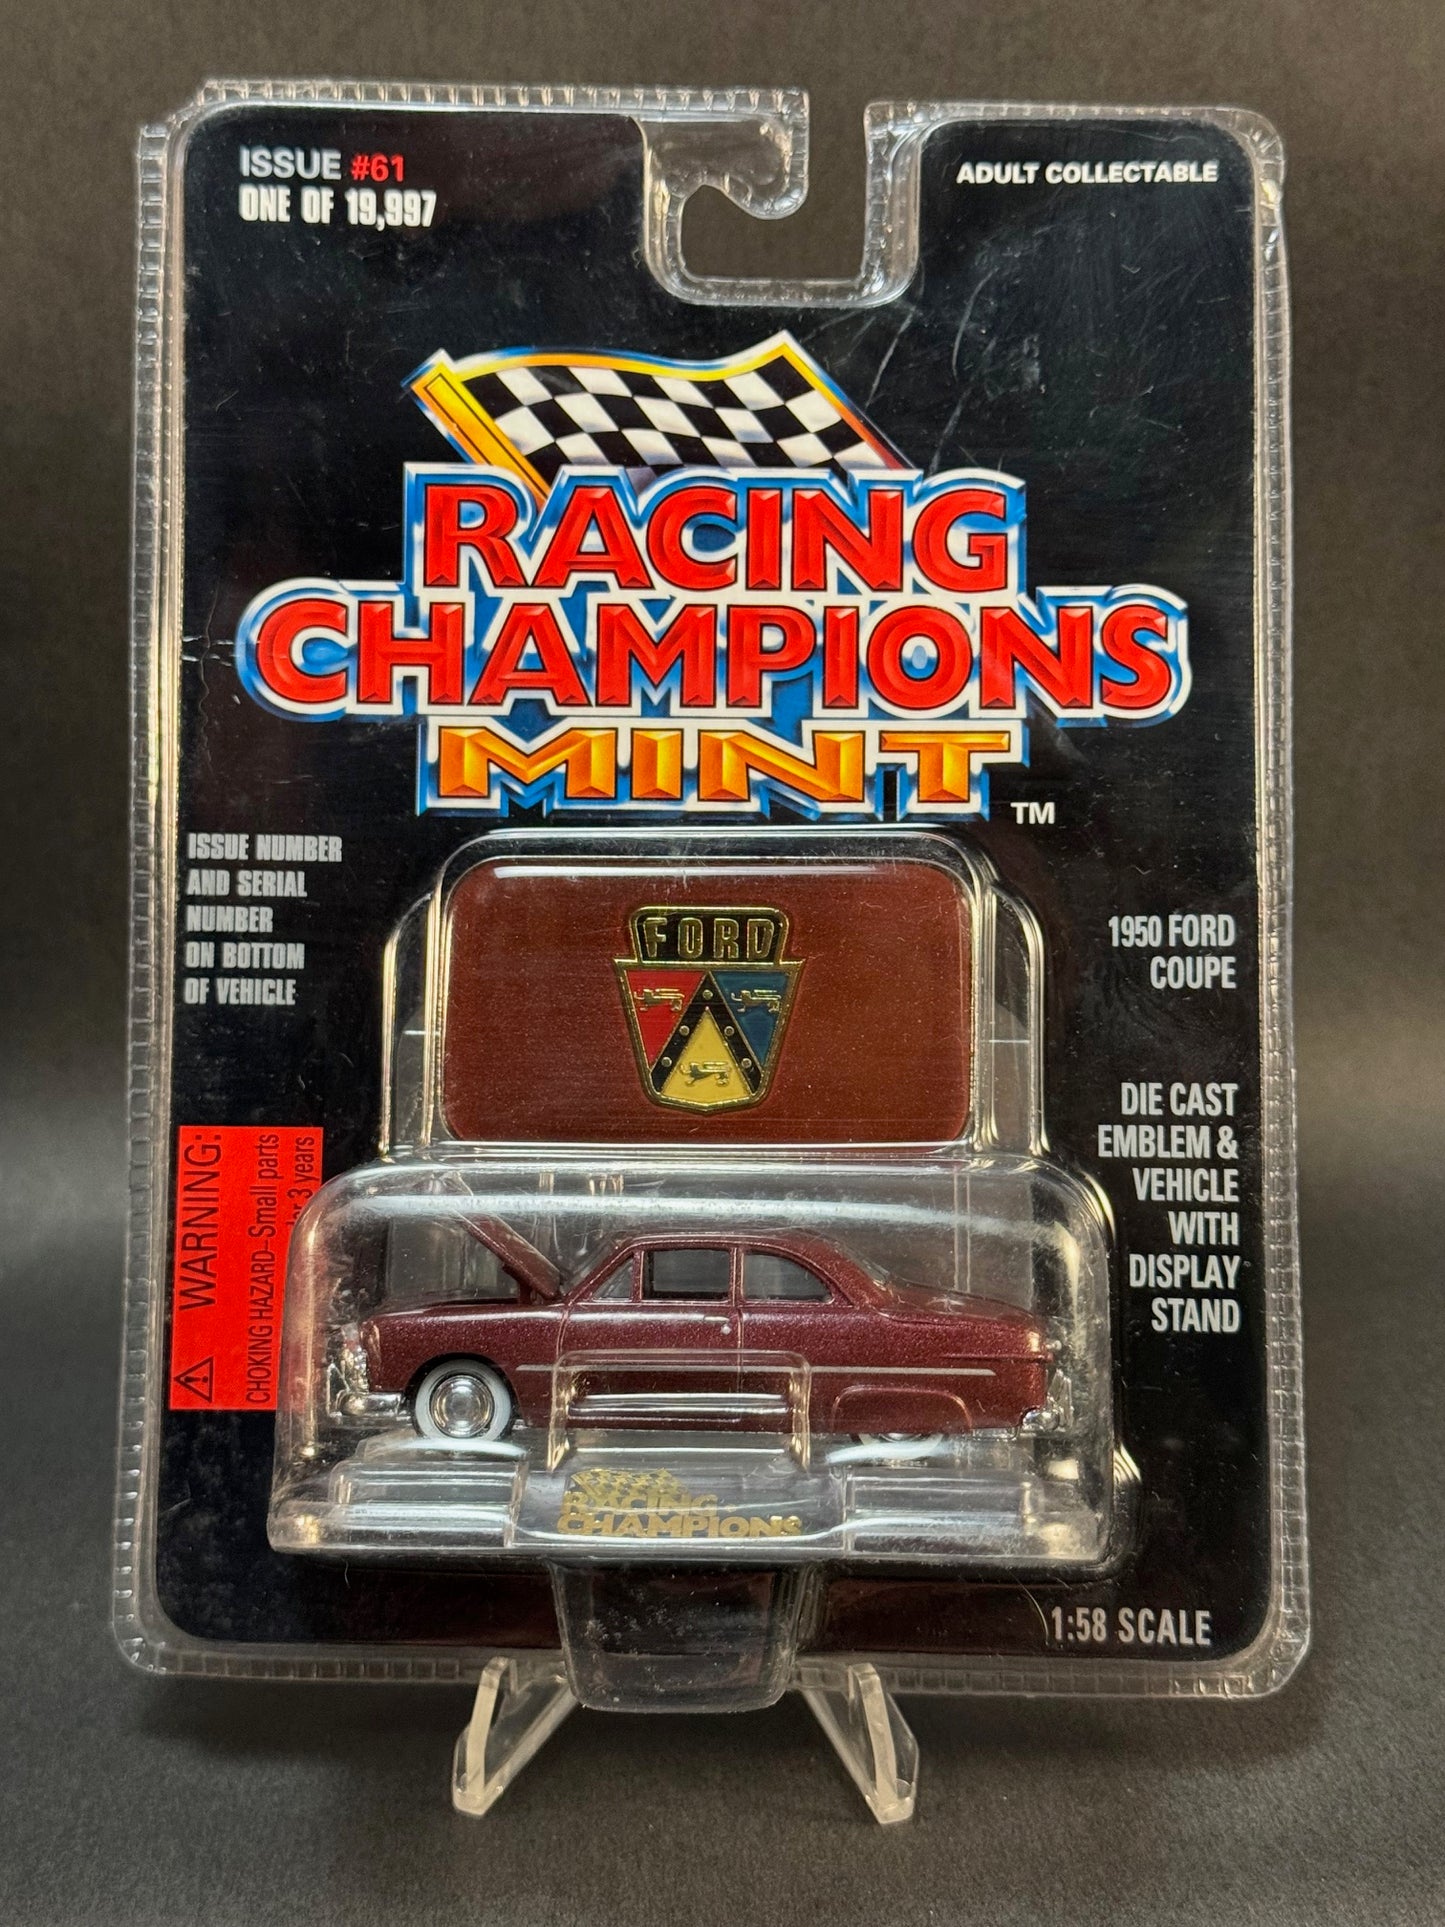 ISSUE #61
ONE OF 19,997
ADULT COLLECTABLE
RACING
CHAMPIONS
MINT TM
ISSUE NUMBER
AND SERIAL
NUMBER
ON BOTTOM
OF VEHICLE
FORD
1950 FORD
COUPE
DIE CAST
EMBLEM &
VEHICLE
WITH
DISPLAY
STAND
WARNING:
CHOKING HAZARD-Small parts
3 years
RACING
CHAMPIONS
1:58 SCALE